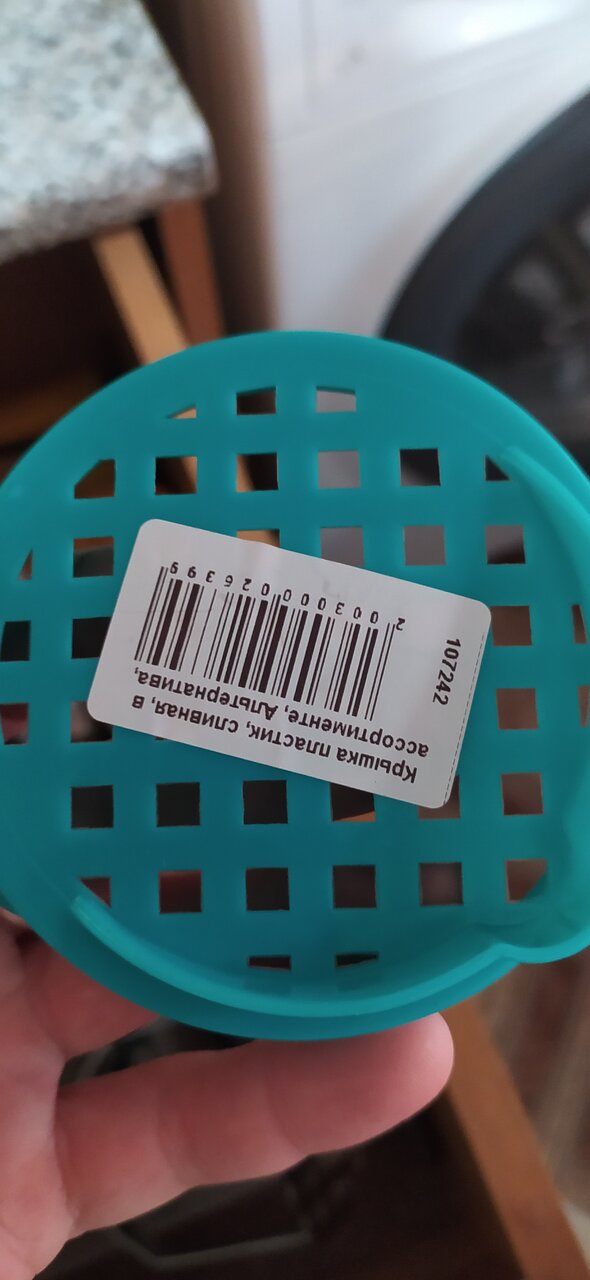 Крышка пластик, сливная, в
ассортименте, Альтернатива,
2 003000 026399
107242